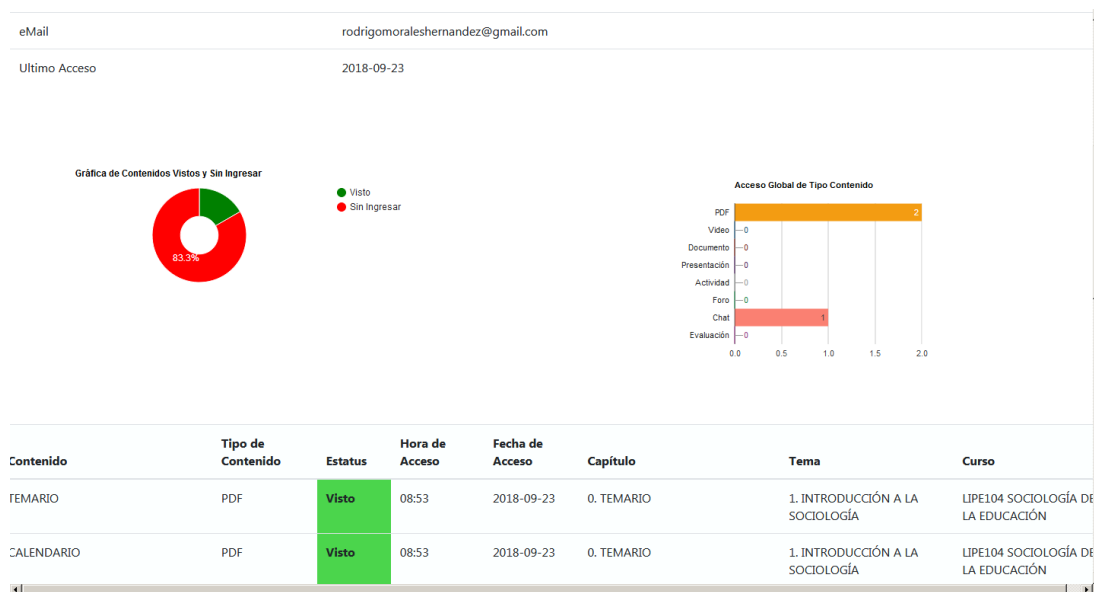 eMail rodrigomoraleshernandez@gmail.com
Ultimo Acceso 2018-09-23
Gráfica de Contenidos Vistos y Sin Ingresar
Visto
Sin Ingresar
83.3%
Acceso Global de Tipo Contenido
PDF 2
Video 0
Documento 0
Presentación 0
Actividad 0
Foro 0
Chat 1
Evaluación 0
0.0 0.5 1.0 1.5 2.0
Contenido Tipo de Contenido Estatus Hora de Acceso Fecha de Acceso Capítulo Tema Curso
TEMARIO PDF Visto 08:53 2018-09-23 0. TEMARIO 1. INTRODUCCIÓN A LA SOCIOLOGÍA LIPE104 SOCIOLOGÍA DE LA EDUCACIÓN
CALENDARIO PDF Visto 08:53 2018-09-23 0. TEMARIO 1. INTRODUCCIÓN A LA SOCIOLOGÍA LIPE104 SOCIOLOGÍA DE LA EDUCACIÓN